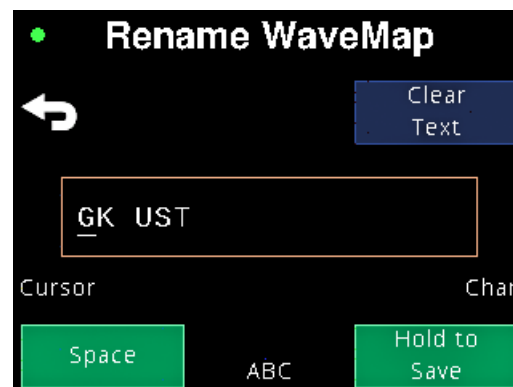 Rename WaveMap
Clear
Text
GK UST
Cursor
Char
Space
ABC
Hold to
Save